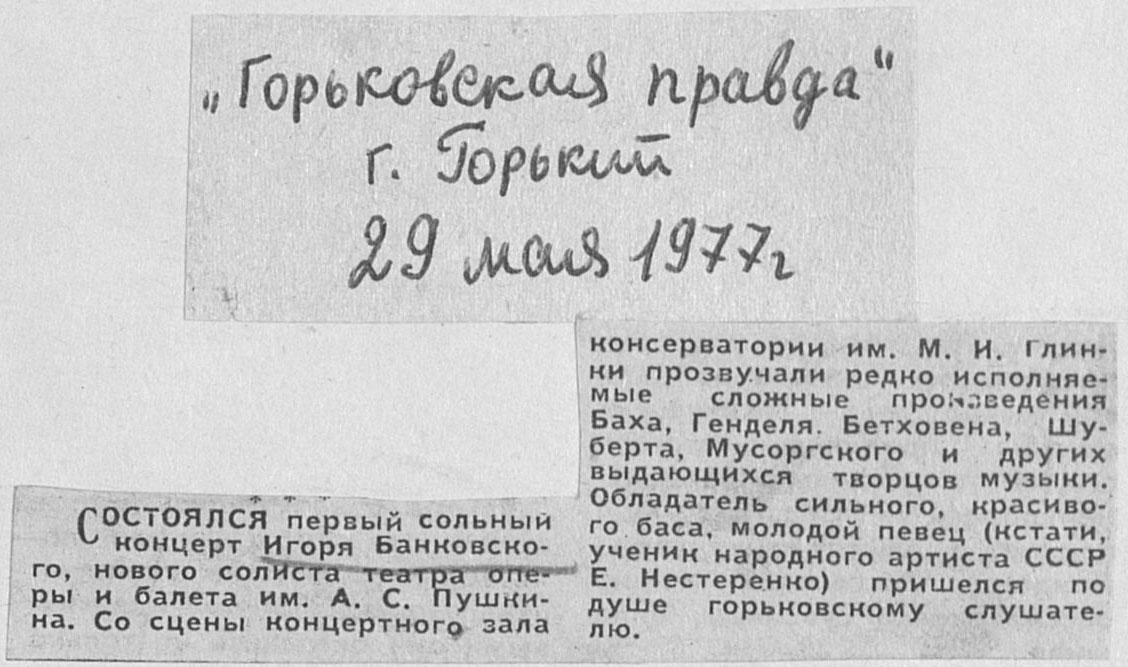 „Горьковская правда“
г. Горький
29 мая 1977г
* * *
СОСТОЯЛСЯ первый сольный
концерт Игоря Банковско-
го, нового солиста театра опе-
ры и балета им. А. С. Пушки-
на. Со сцены концертного зала
консерватории им. М. И. Глин-
ки прозвучали редко исполняе-
мые сложные произведения
Баха, Генделя. Бетховена, Шу-
берта, Мусоргского и других
выдающихся творцов музыки.
Обладатель сильного, красиво-
го баса, молодой певец (кстати,
ученик народного артиста СССР
Е. Нестеренко) пришелся по
душе горьковскому слушате-
лю.